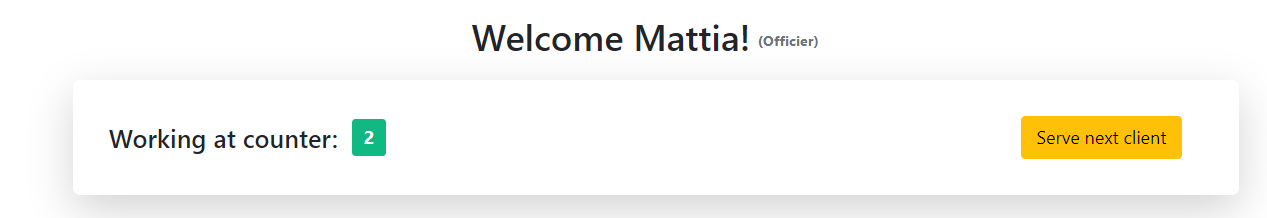 Welcome Mattia! (Officier)
Working at counter: 2
Serve next client